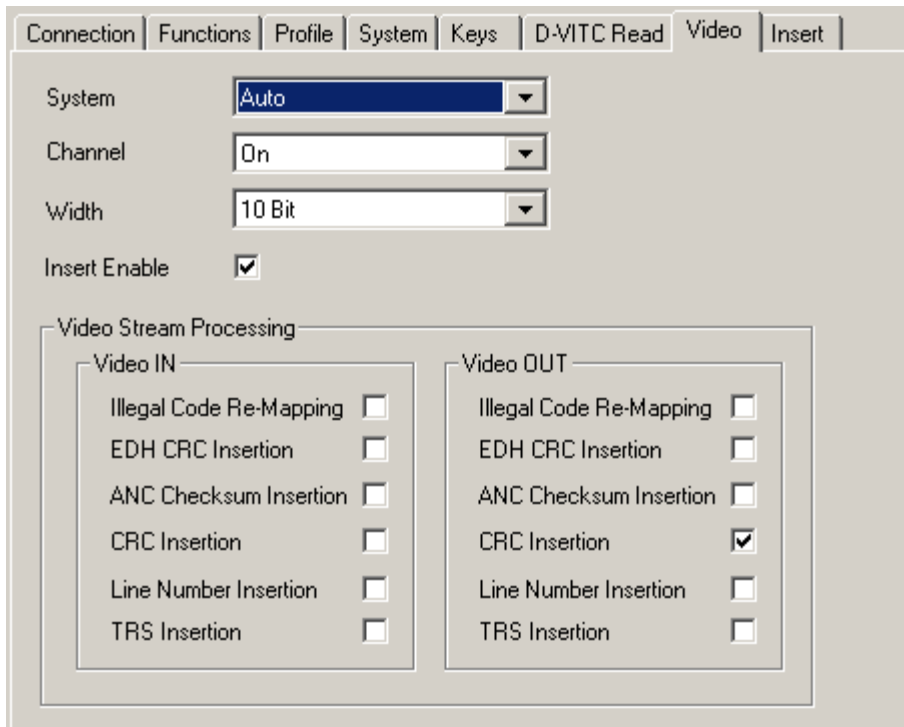 Connection Functions Profile System Keys D-VITC Read Video Insert
System Auto
Channel On
Width 10 Bit
Insert Enable
Video Stream Processing
Video IN
Illegal Code Re-Mapping
EDH CRC Insertion
ANC Checksum Insertion
CRC Insertion
Line Number Insertion
TRS Insertion
Video OUT
Illegal Code Re-Mapping
EDH CRC Insertion
ANC Checksum Insertion
CRC Insertion
Line Number Insertion
TRS Insertion